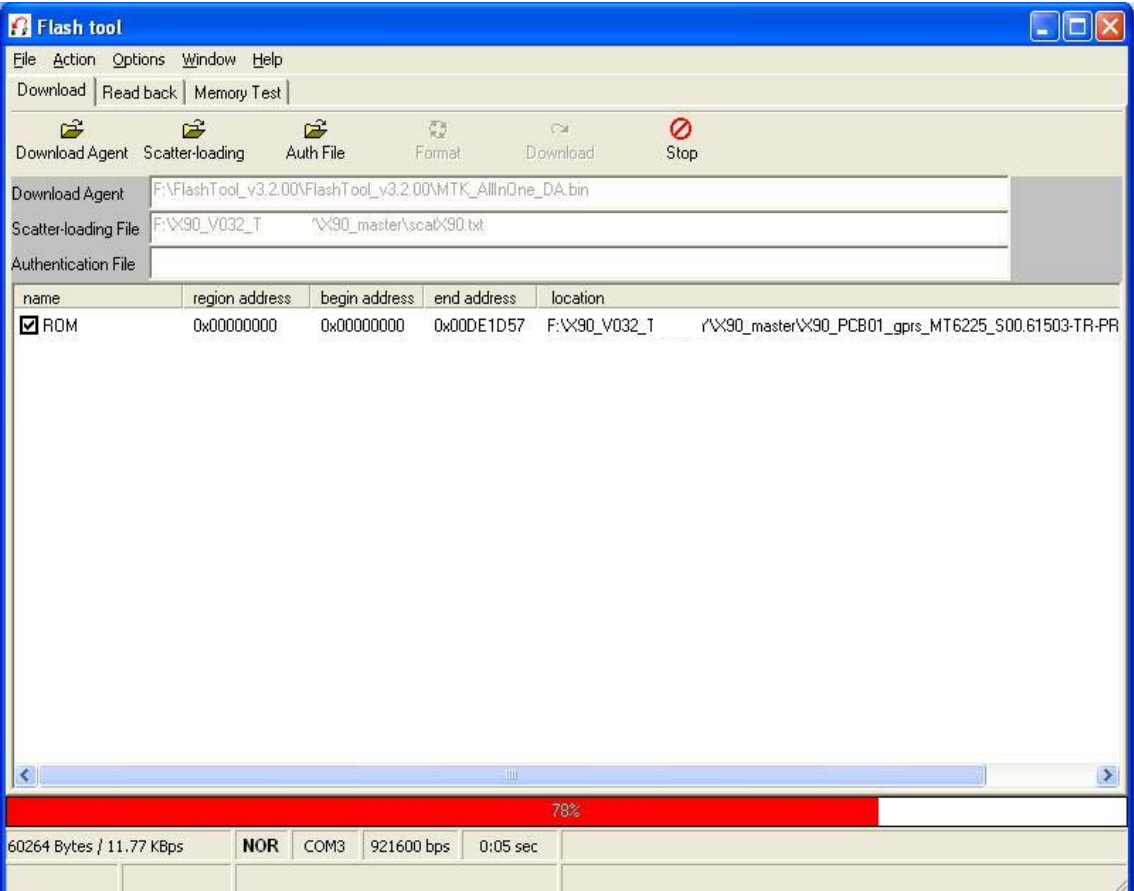 Flash tool
File Action Options Window Help
Download Read back Memory Test
Download Agent Scatter-loading Auth File Format Download Stop
Download Agent F:\FlashTool_v3.2.00\FlashTool_v3.2.00\MTK_AllInOne_DA.bin
Scatter-loading File F:\X90_V032_T "\X90_master\scatX90.txt
Authentication File
name region address begin address end address location
ROM 0x00000000 0x00000000 0x00DE1D57 F:\X90_V032_T r'\X90_master\X90_PCB01_gprs_MT6225_S00.61503-TR-PR
78%
60264 Bytes / 11.77 KBps NOR COM3 921600 bps 0:05 sec